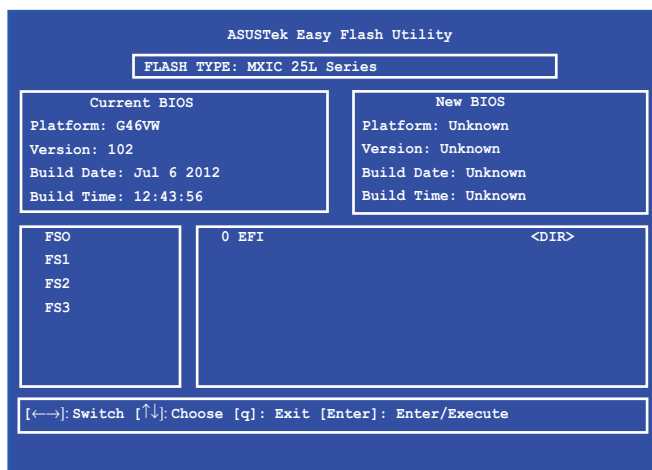 ASUSTek Easy Flash Utility
FLASH TYPE: MXIC 25L Series
Current BIOS
Platform: G46VW
Version: 102
Build Date: Jul 6 2012
Build Time: 12:43:56
New BIOS
Platform: Unknown
Version: Unknown
Build Date: Unknown
Build Time: Unknown
FSO
FS1
FS2
FS3
0 EFI <DIR>
[←→]: Switch [↑↓]: Choose [q]: Exit [Enter]: Enter/Execute